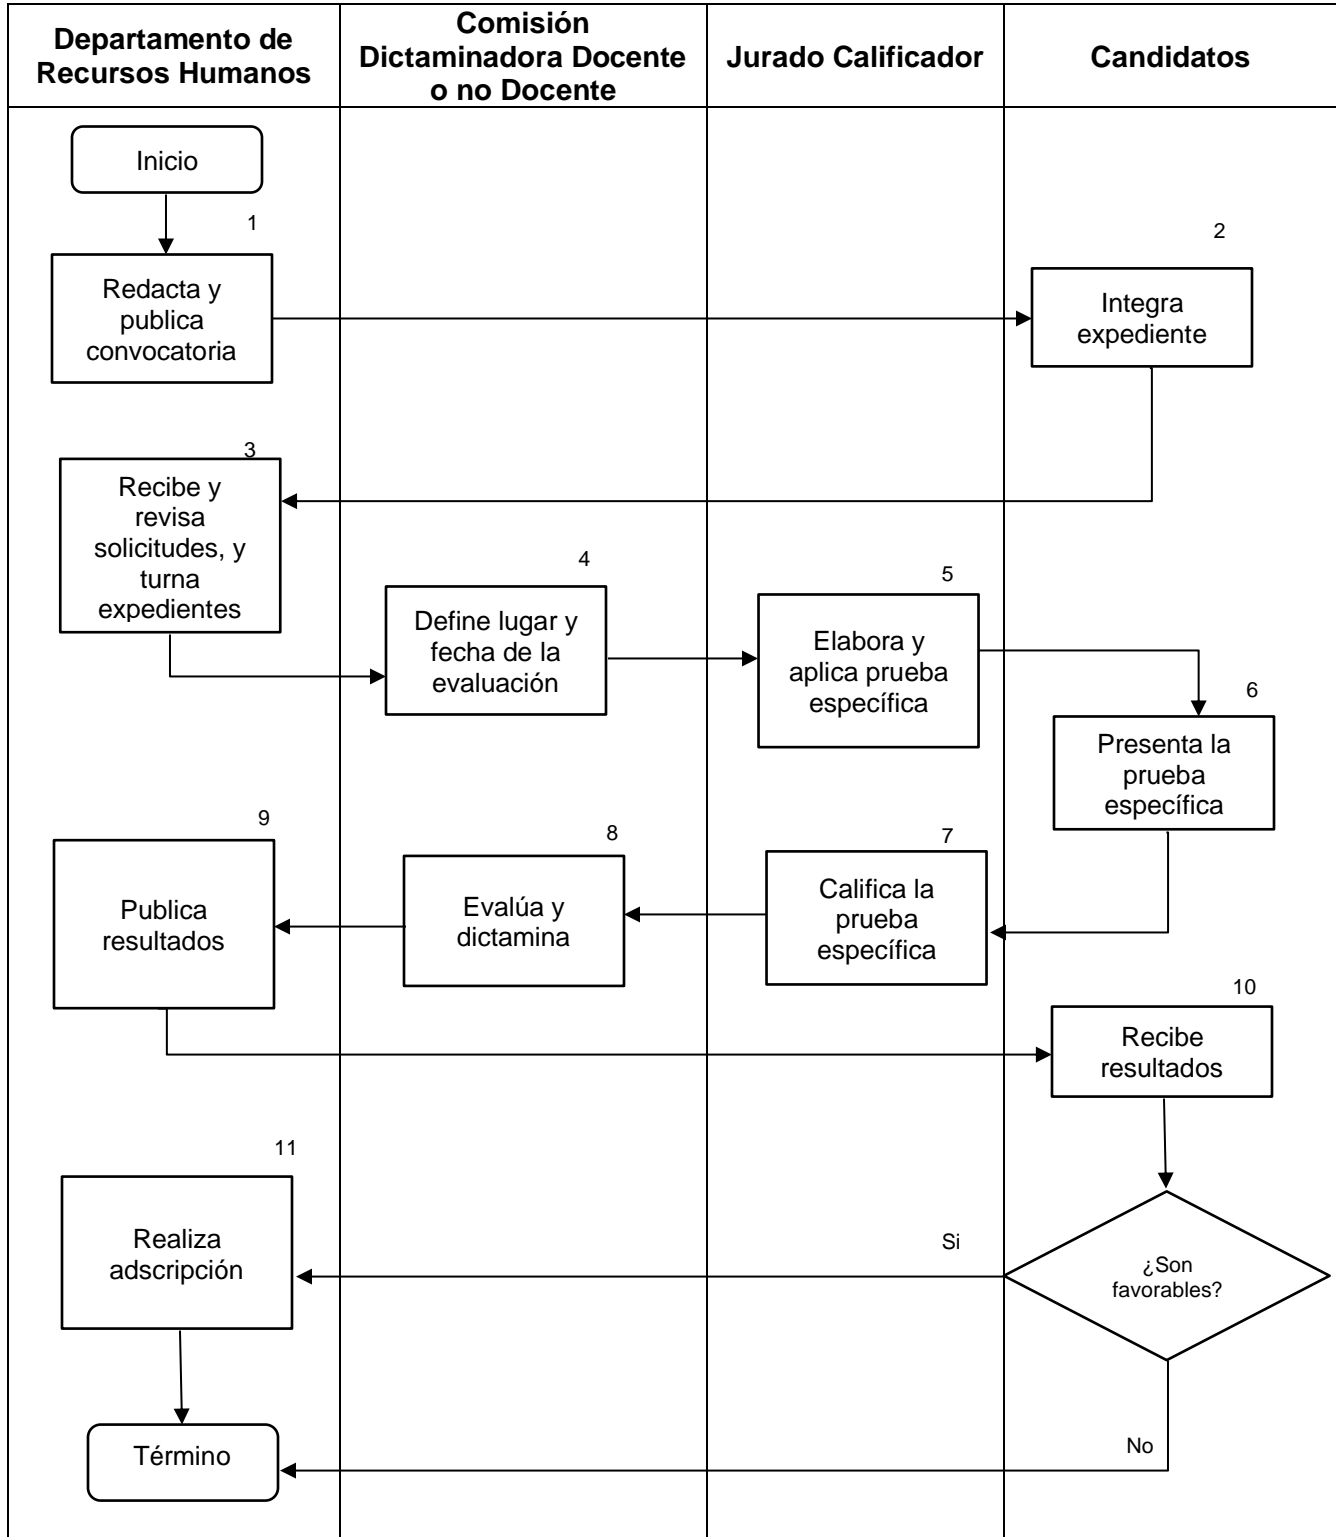 Departamento de
Recursos Humanos
Comisión
Dictaminadora Docente
o no Docente
Jurado Calificador
Candidatos
Inicio
1
Redacta y
publica
convocatoria
2
Integra
expediente
3
Recibe y
revisa
solicitudes, y
turna
expedientes
4
Define lugar y
fecha de la
evaluación
5
Elabora y
aplica prueba
específica
6
Presenta la
prueba
específica
7
Califica la
prueba
específica
8
Evalúa y
dictamina
9
Publica
resultados
10
Recibe
resultados
¿Son
favorables?
Si
11
Realiza
adscripción
No
Término